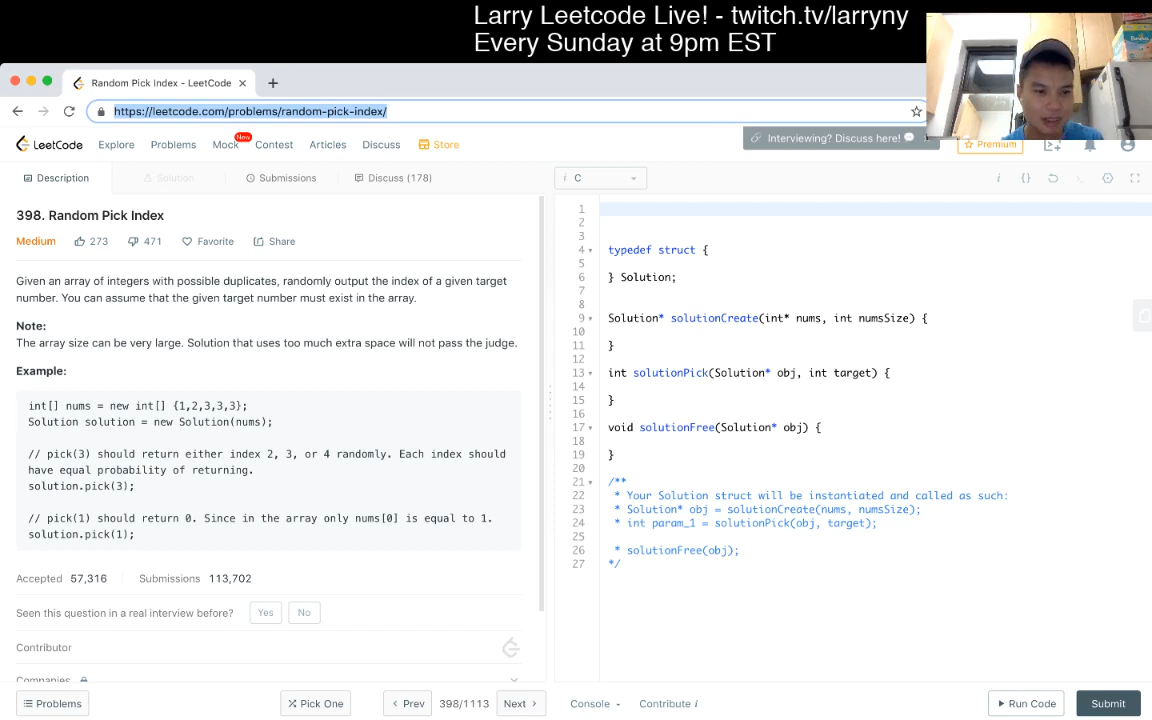 Larry Leetcode Live! - twitch.tv/larryny
Every Sunday at 9pm EST
Random Pick Index - LeetCode
https://leetcode.com/problems/random-pick-index/
LeetCode Explore Problems Mock New Contest Articles Discuss Store
Interviewing? Discuss here!
Premium
Description Solution Submissions Discuss (178)
i C
398. Random Pick Index
Medium 273 471 Favorite Share
Given an array of integers with possible duplicates, randomly output the index of a given target
number. You can assume that the given target number must exist in the array.
Note:
The array size can be very large. Solution that uses too much extra space will not pass the judge.
Example:
int[] nums = new int[] {1,2,3,3,3};
Solution solution = new Solution(nums);
// pick(3) should return either index 2, 3, or 4 randomly. Each index should
have equal probability of returning.
solution.pick(3);
// pick(1) should return 0. Since in the array only nums[0] is equal to 1.
solution.pick(1);
Accepted 57,316 Submissions 113,702
Seen this question in a real interview before? Yes No
Contributor
Companies
Problems Pick One Prev 398/1113 Next
1
2
3
4 typedef struct {
5
6 } Solution;
7
8
9 Solution* solutionCreate(int* nums, int numsSize) {
10
11 }
12
13 int solutionPick(Solution* obj, int target) {
14
15 }
16
17 void solutionFree(Solution* obj) {
18
19 }
20
21 /**
22 * Your Solution struct will be instantiated and called as such:
23 * Solution* obj = solutionCreate(nums, numsSize);
24 * int param_1 = solutionPick(obj, target);
25
26 * solutionFree(obj);
27 */
Console Contribute i Run Code Submit